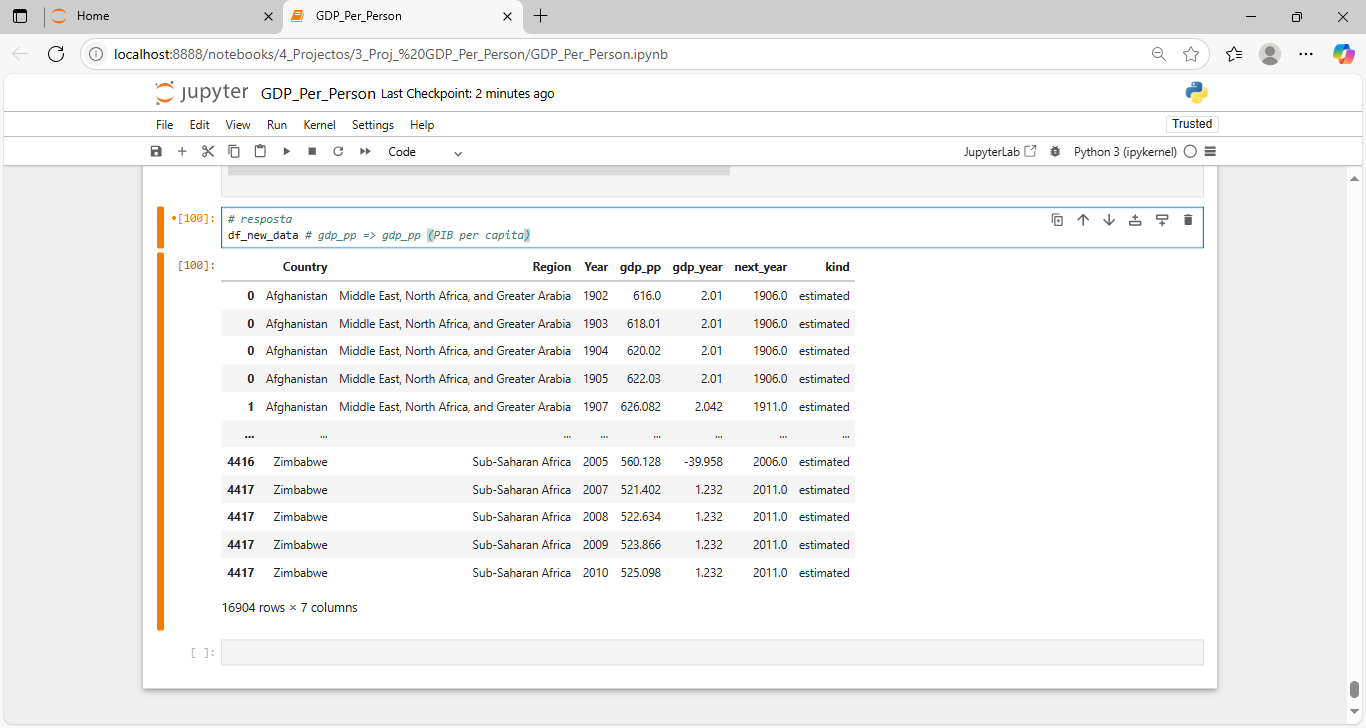 Home
GDP_Per_Person
localhost:8888/notebooks/4_Projectos/3_Proj_%20GDP_Per_Person/GDP_Per_Person.ipynb
jupyter GDP_Per_Person Last Checkpoint: 2 minutes ago
File Edit View Run Kernel Settings Help Trusted
Code JupyterLab Python 3 (ipykernel)
•[100]: # resposta
df_new_data # gdp_pp => gdp_pp (PIB per capita)
[100]: Country Region Year gdp_pp gdp_year next_year kind
0 Afghanistan Middle East, North Africa, and Greater Arabia 1902 616.0 2.01 1906.0 estimated
0 Afghanistan Middle East, North Africa, and Greater Arabia 1903 618.01 2.01 1906.0 estimated
0 Afghanistan Middle East, North Africa, and Greater Arabia 1904 620.02 2.01 1906.0 estimated
0 Afghanistan Middle East, North Africa, and Greater Arabia 1905 622.03 2.01 1906.0 estimated
1 Afghanistan Middle East, North Africa, and Greater Arabia 1907 626.082 2.042 1911.0 estimated
... ... ... ... ... ... ... ...
4416 Zimbabwe Sub-Saharan Africa 2005 560.128 -39.958 2006.0 estimated
4417 Zimbabwe Sub-Saharan Africa 2007 521.402 1.232 2011.0 estimated
4417 Zimbabwe Sub-Saharan Africa 2008 522.634 1.232 2011.0 estimated
4417 Zimbabwe Sub-Saharan Africa 2009 523.866 1.232 2011.0 estimated
4417 Zimbabwe Sub-Saharan Africa 2010 525.098 1.232 2011.0 estimated
16904 rows × 7 columns
[ ]: